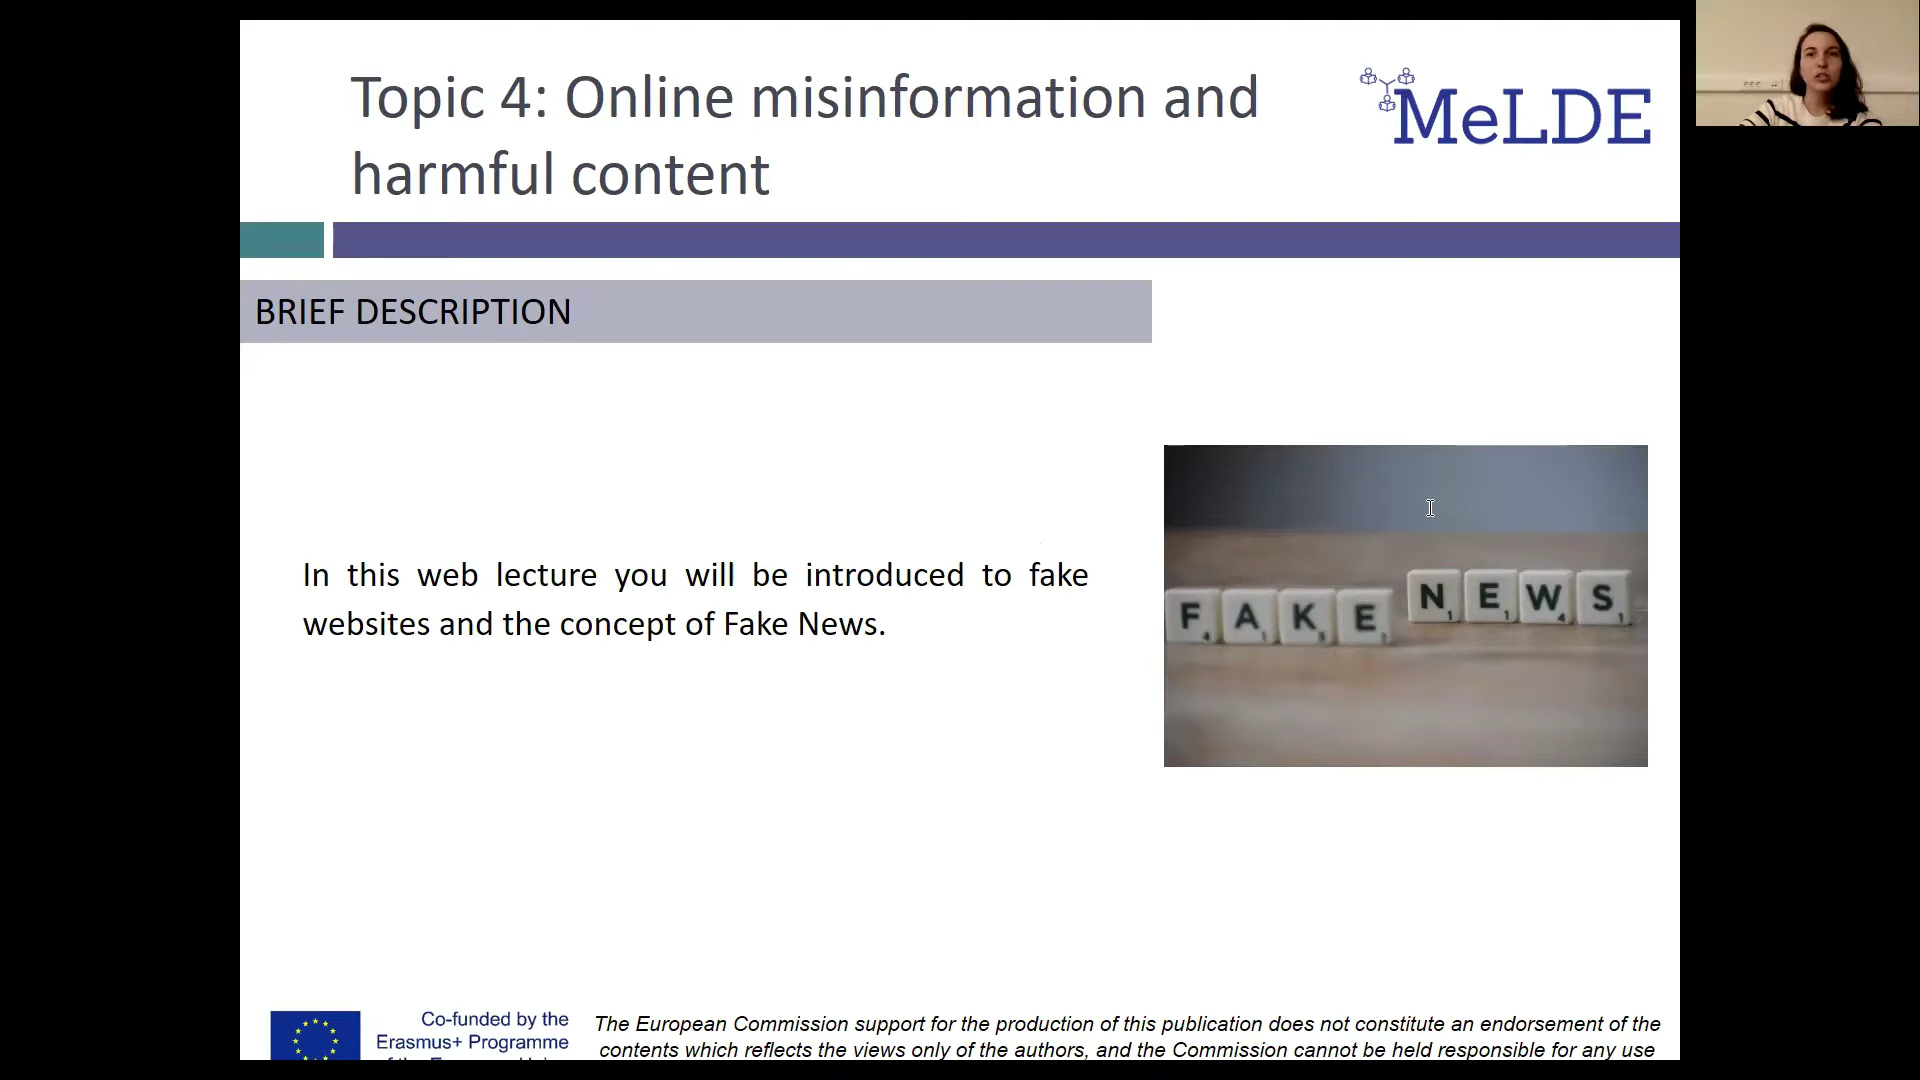 Topic 4: Online misinformation and
harmful content
MeLDE
BRIEF DESCRIPTION
In this web lecture you will be introduced to fake
websites and the concept of Fake News.
FAKE NEWS
Co-funded by the
Erasmus+ Programme
The European Commission support for the production of this publication does not constitute an endorsement of the
contents which reflects the views only of the authors, and the Commission cannot be held responsible for any use